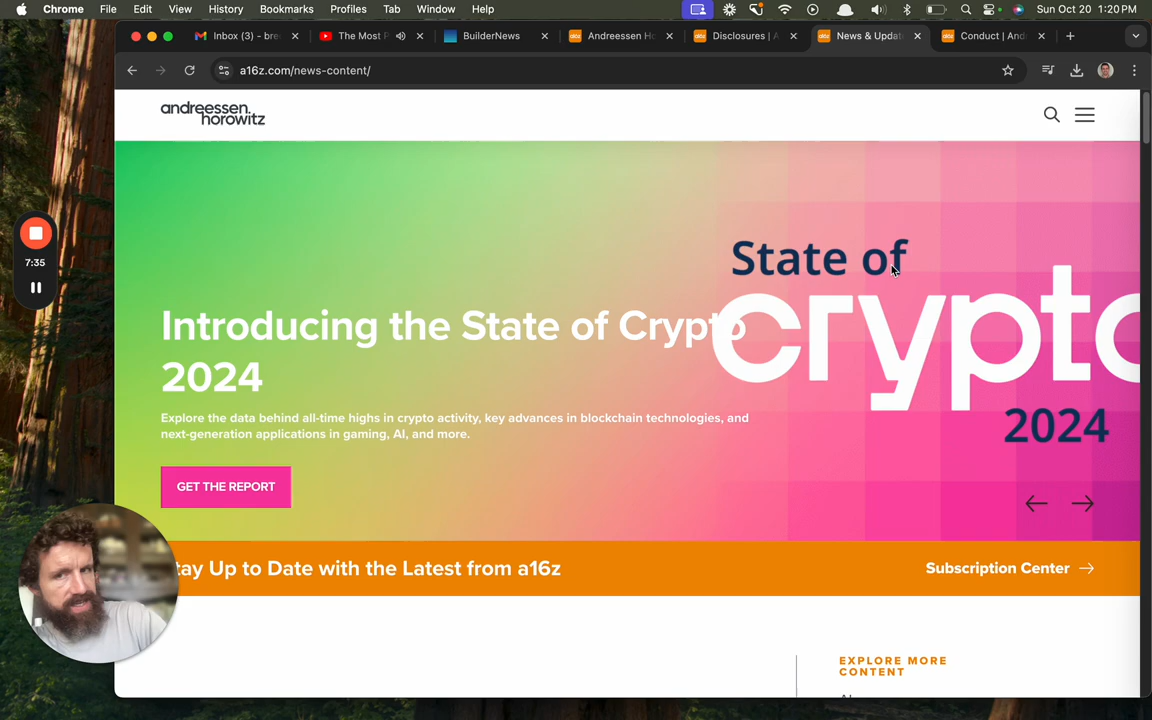 Chrome File Edit View History Bookmarks Profiles Tab Window Help Sun Oct 20 1:20 PM
Inbox (3) - bre
The Most P
BuilderNews
Andreessen Ho
Disclosures | A
News & Updat
Conduct | And
a16z.com/news-content/
andreessen.
horowitz
7:35
State of
crypto
2024
Introducing the State of Crypto
2024
Explore the data behind all-time highs in crypto activity, key advances in blockchain technologies, and
next-generation applications in gaming, AI, and more.
GET THE REPORT
tay Up to Date with the Latest from a16z
Subscription Center
EXPLORE MORE
CONTENT